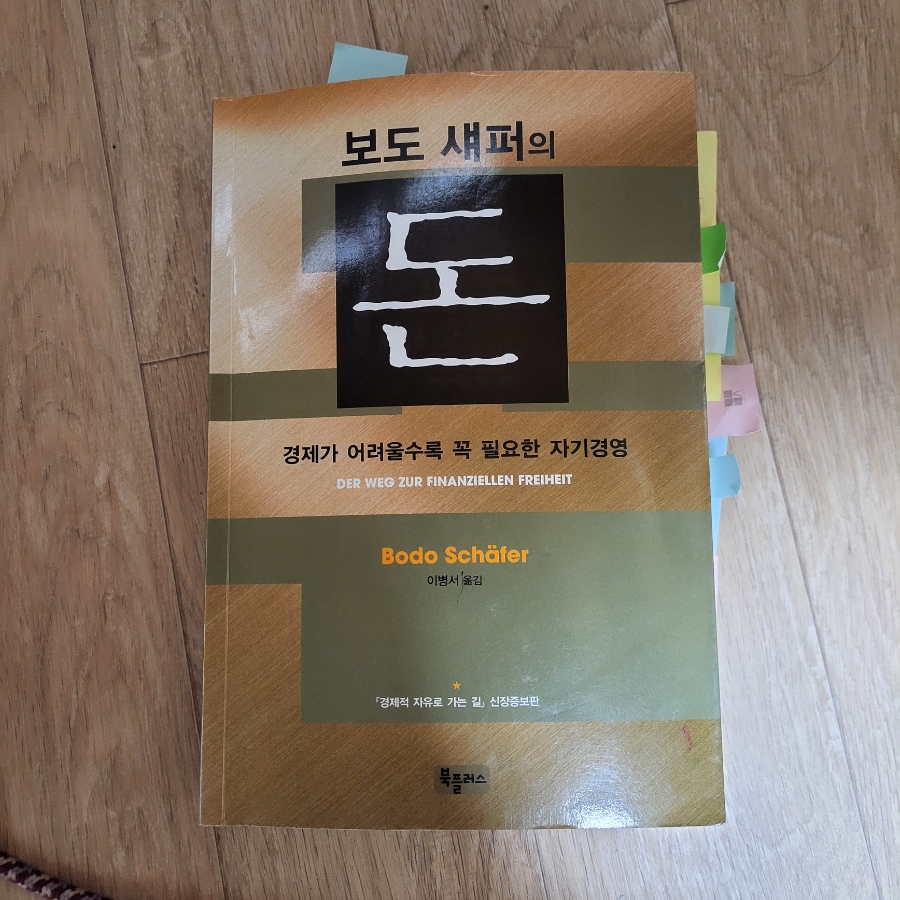 보도 섀퍼의
돈
경제가 어려울수록 꼭 필요한 자기경영
DER WEG ZUR FINANZIELLEN FREIHEIT
Bodo Schäfer
이병서 옮김
「경제적 자유로 가는 길」 신장증보판
북플러스